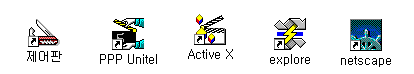 제어판
PPP Unitel
Active X
explore
netscape